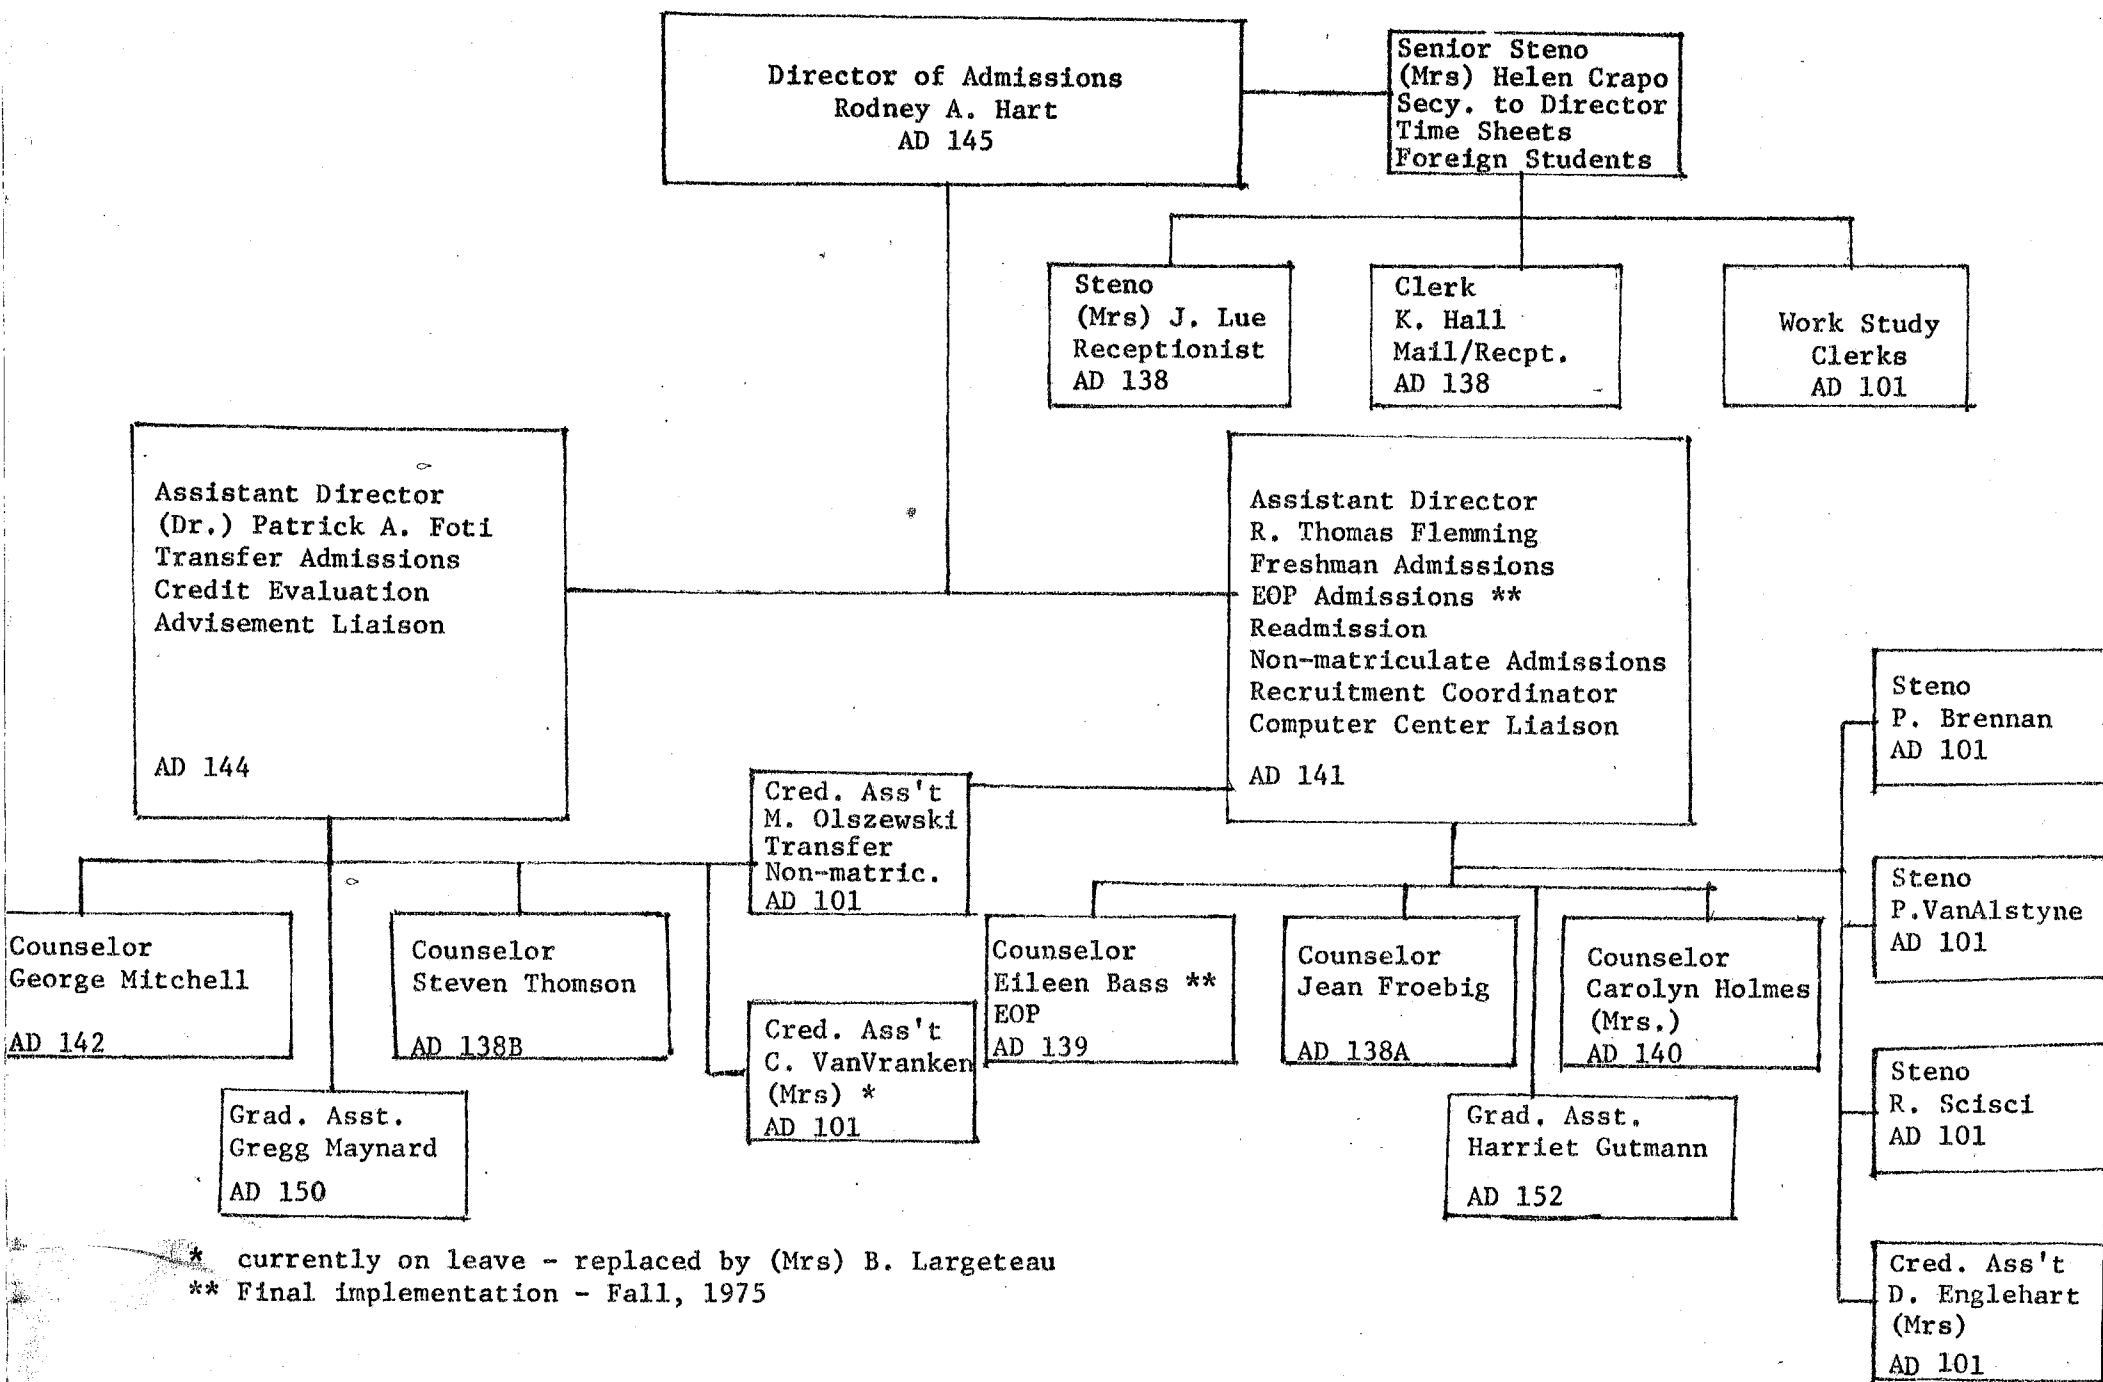 Director of Admissions
Rodney A. Hart
AD 145
Senior Steno
(Mrs) Helen Crapo
Secy. to Director
Time Sheets
Foreign Students
Steno
(Mrs) J. Lue
Receptionist
AD 138
Clerk
K. Hall
Mail/Recpt.
AD 138
Work Study
Clerks
AD 101
Assistant Director
(Dr.) Patrick A. Foti
Transfer Admissions
Credit Evaluation
Advisement Liaison
AD 144
Assistant Director
R. Thomas Flemming
Freshman Admissions
EOP Admissions **
Readmission
Non-matriculate Admissions
Recruitment Coordinator
Computer Center Liaison
AD 141
Cred. Ass't
M. Olszewski
Transfer
Non-matric.
AD 101
Counselor
George Mitchell
AD 142
Counselor
Steven Thomson
AD 138B
Cred. Ass't
C. VanVranken
(Mrs) *
AD 101
Grad. Asst.
Gregg Maynard
AD 150
Counselor
Eileen Bass **
EOP
AD 139
Counselor
Jean Froebig
AD 138A
Counselor
Carolyn Holmes
(Mrs.)
AD 140
Grad. Asst.
Harriet Gutmann
AD 152
Steno
P. Brennan
AD 101
Steno
P.VanAlstyne
AD 101
Steno
R. Scisci
AD 101
Cred. Ass't
D. Englehart
(Mrs)
AD 101
* currently on leave - replaced by (Mrs) B. Largeteau
** Final implementation - Fall, 1975